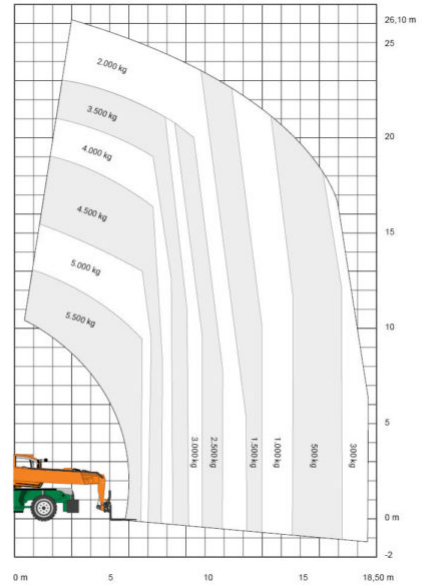 26,10 m
25
2.000 kg
3.500 kg
20
4.000 kg
4.500 kg
15
5.000 kg
5.500 kg
10
5
3.000 kg
2.500 kg
1.500 kg
1.000 kg
500 kg
300 kg
0 m
-2
0 m 5 10 15 18,50 m